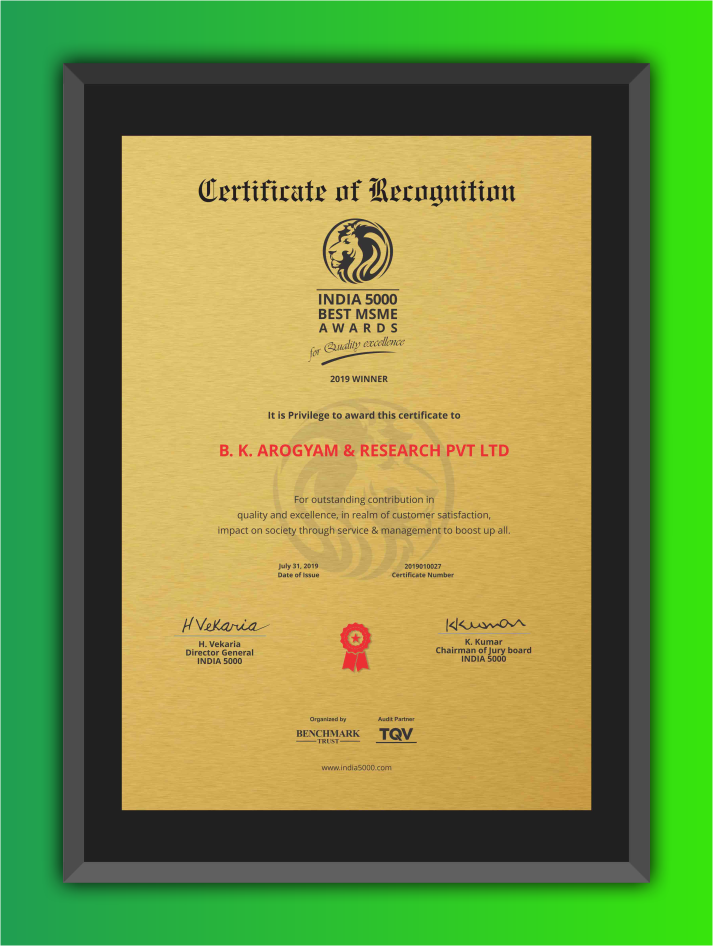 Certificate of Recognition
INDIA 5000
BEST MSME
AWARDS
for Quality excellence
2019 WINNER
It is Privilege to award this certificate to
B. K. AROGYAM & RESEARCH PVT LTD
For outstanding contribution in
quality and excellence, in realm of customer satisfaction,
impact on society through service & management to boost up all.
July 31, 2019
Date of Issue
2019010027
Certificate Number
H Vekaria
H. Vekaria
Director General
INDIA 5000
KKumar
K. Kumar
Chairman of Jury board
INDIA 5000
Organized by
BENCHMARK
TRUST
Audit Partner
TQV
www.india5000.com